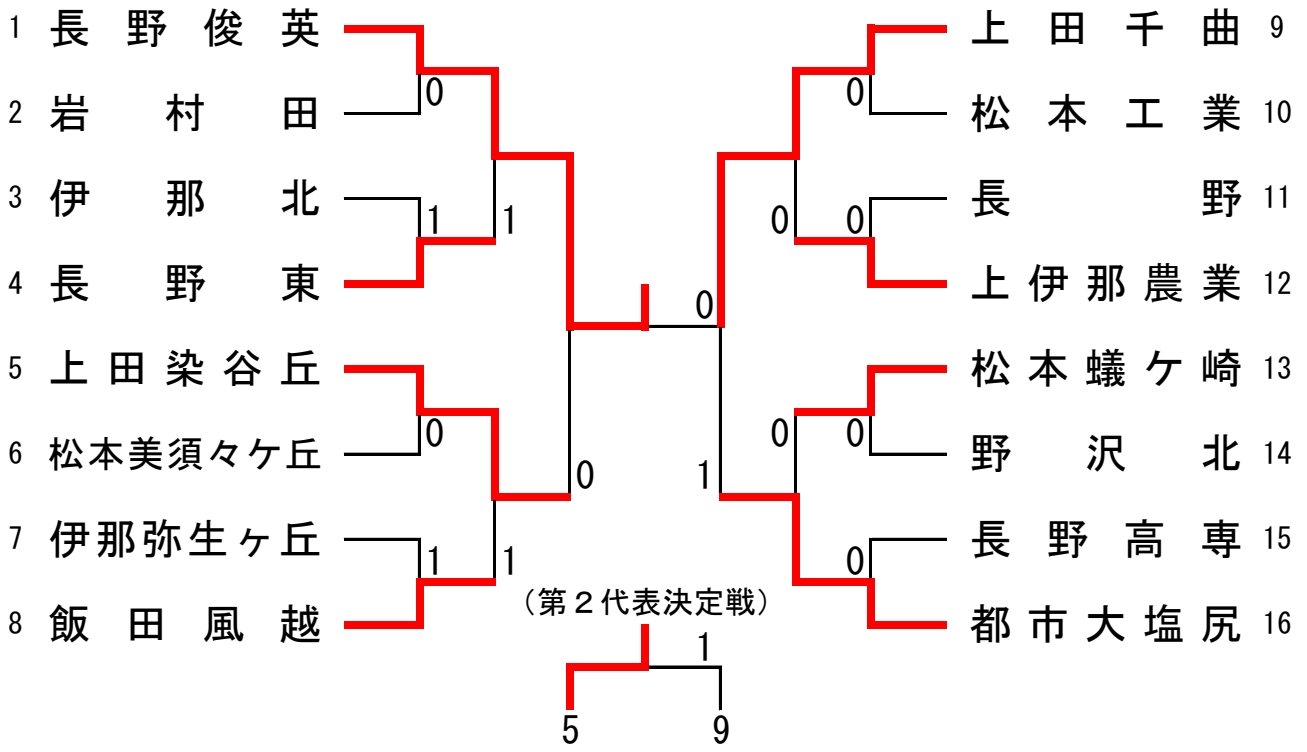 1 長野俊英
0
2 岩村田
3 伊那北
1 1
4 長野東
5 上田染谷丘
0
6 松本美須々ケ丘
0
7 伊那弥生ヶ丘
1 1
8 飯田風越
上田千曲 9
0
松本工業 10
長野 11
0 0
上伊那農業 12
0
松本蟻ケ崎 13
0 0
野沢北 14
1
長野高専 15
0
都市大塩尻 16
(第2代表決定戦)
1
5 9